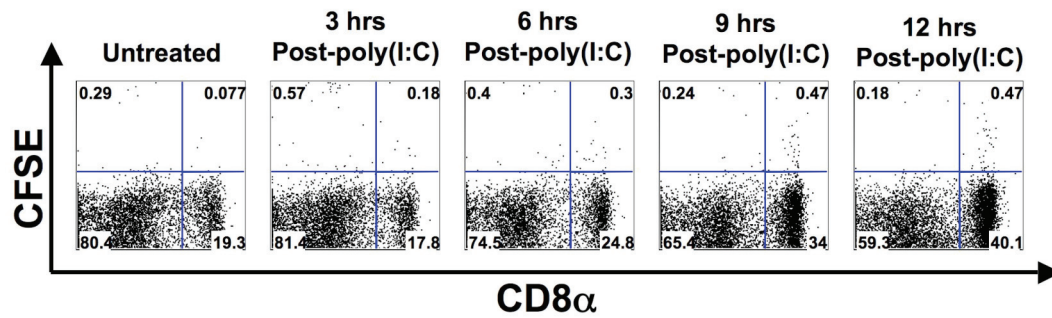 Untreated
3 hrs
Post-poly(I:C)
6 hrs
Post-poly(I:C)
9 hrs
Post-poly(I:C)
12 hrs
Post-poly(I:C)
CFSE
0.29 0.077
80.4 19.3
0.57 0.18
81.4 17.8
0.4 0.3
74.5 24.8
0.24 0.47
65.4 34
0.18 0.47
59.3 40.1
CD8α